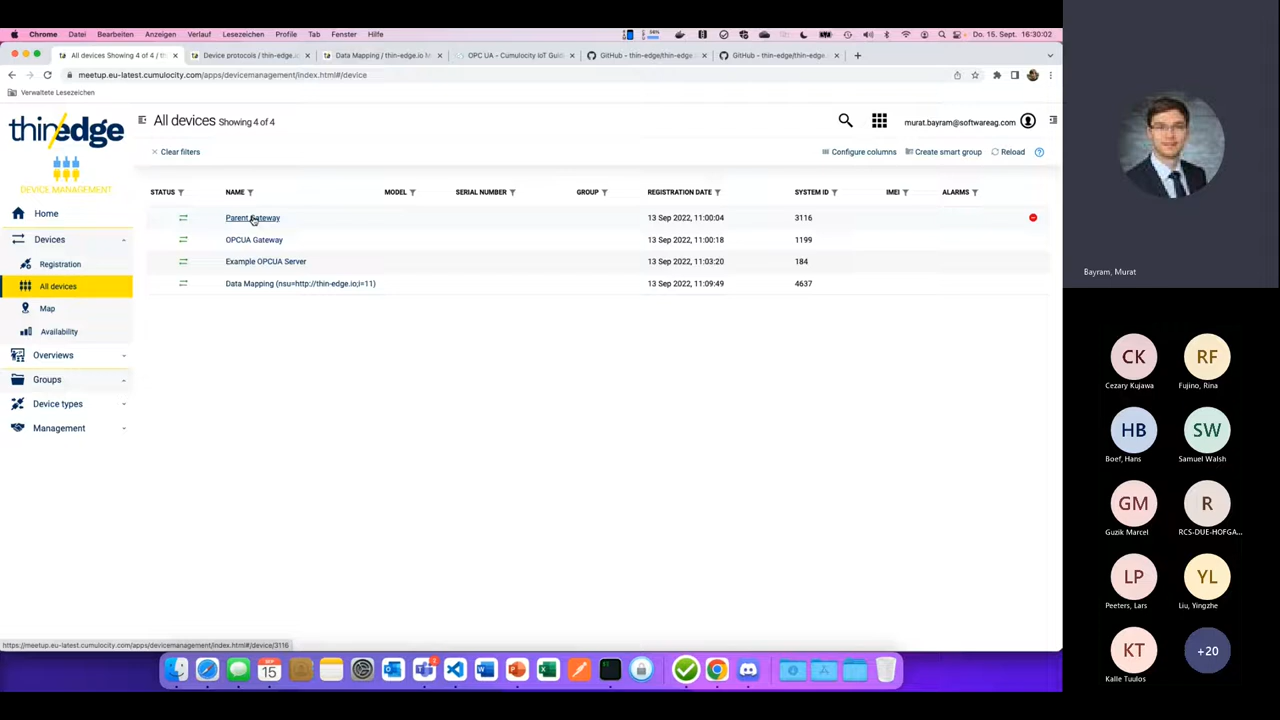 Chrome Datei Bearbeiten Anzeigen Verlauf Lesezeichen Profile Tab Fenster Hilfe Do. 15. Sept. 16:30:02
All devices Showing 4 of 4 / th
Device protocols / thin-edge.io
Data Mapping / thin-edge.io M
OPC UA - Cumulocity IoT Guid
GitHub - thin-edge/thin-edge
GitHub - thin-edge/thin-edge
meetup.eu-latest.cumulocity.com/apps/devicemanagement/index.html#/device
Verwaltete Lesezeichen
thin/edge
DEVICE MANAGEMENT
Home
Devices
Registration
All devices
Map
Availability
Overviews
Groups
Device types
Management
All devices Showing 4 of 4
murat.bayram@softwareag.com
Clear filters
Configure columns
Create smart group
Reload
STATUS NAME MODEL SERIAL NUMBER GROUP REGISTRATION DATE SYSTEM ID IMEI ALARMS
Parent Gateway 13 Sep 2022, 11:00:04 3116
OPCUA Gateway 13 Sep 2022, 11:00:18 1199
Example OPCUA Server 13 Sep 2022, 11:03:20 184
Data Mapping (nsu=http://thin-edge.io;i=11) 13 Sep 2022, 11:09:49 4637
https://meetup.eu-latest.cumulocity.com/apps/devicemanagement/index.html#/device/3116
SEP
15
Bayram, Murat
CK
Cezary Kujawa
RF
Fujino, Rina
HB
Boef, Hans
SW
Samuel Walsh
GM
Guzik Marcel
R
RCS-DUE-HOFGA...
LP
Peeters, Lars
YL
Liu, Yingzhe
KT
Kalle Tuulos
+20